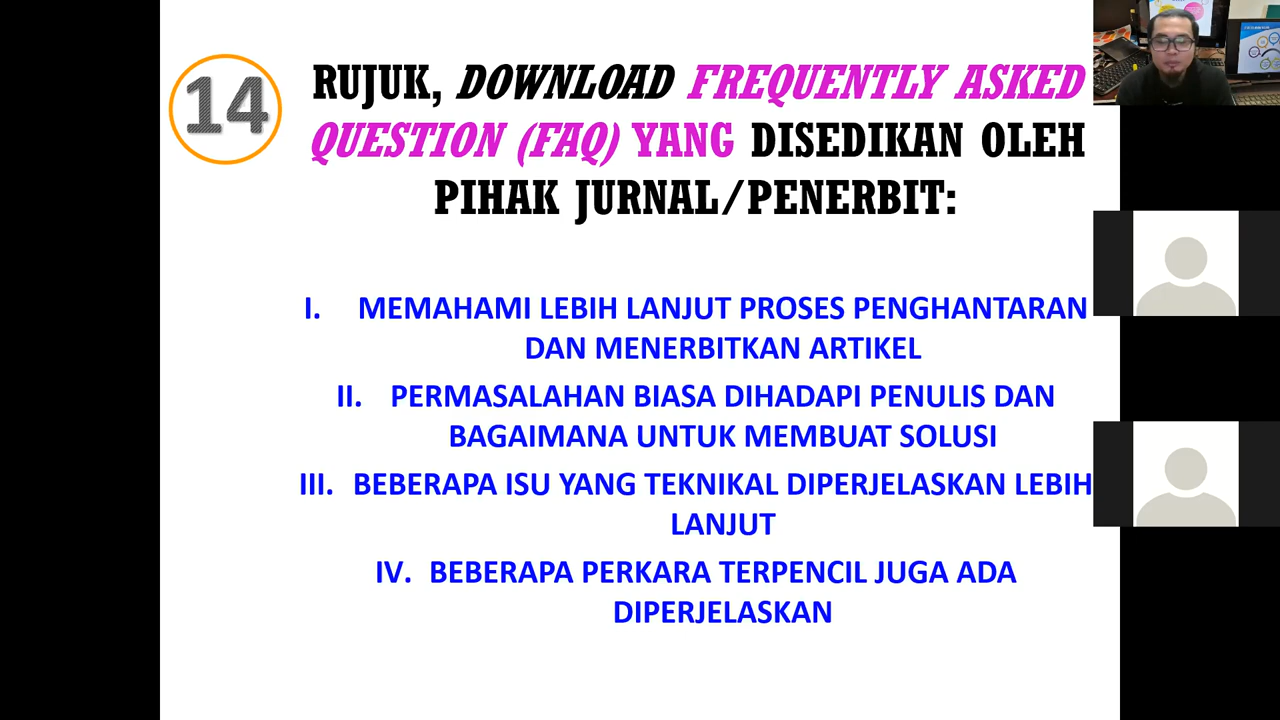 14
RUJUK, DOWNLOAD FREQUENTLY ASKED
QUESTION (FAQ) YANG DISEDIKAN OLEH
PIHAK JURNAL/PENERBIT:
I. MEMAHAMI LEBIH LANJUT PROSES PENGHANTARAN
DAN MENERBITKAN ARTIKEL
II. PERMASALAHAN BIASA DIHADAPI PENULIS DAN
BAGAIMANA UNTUK MEMBUAT SOLUSI
III. BEBERAPA ISU YANG TEKNIKAL DIPERJELASKAN LEBIH
LANJUT
IV. BEBERAPA PERKARA TERPENCIL JUGA ADA
DIPERJELASKAN